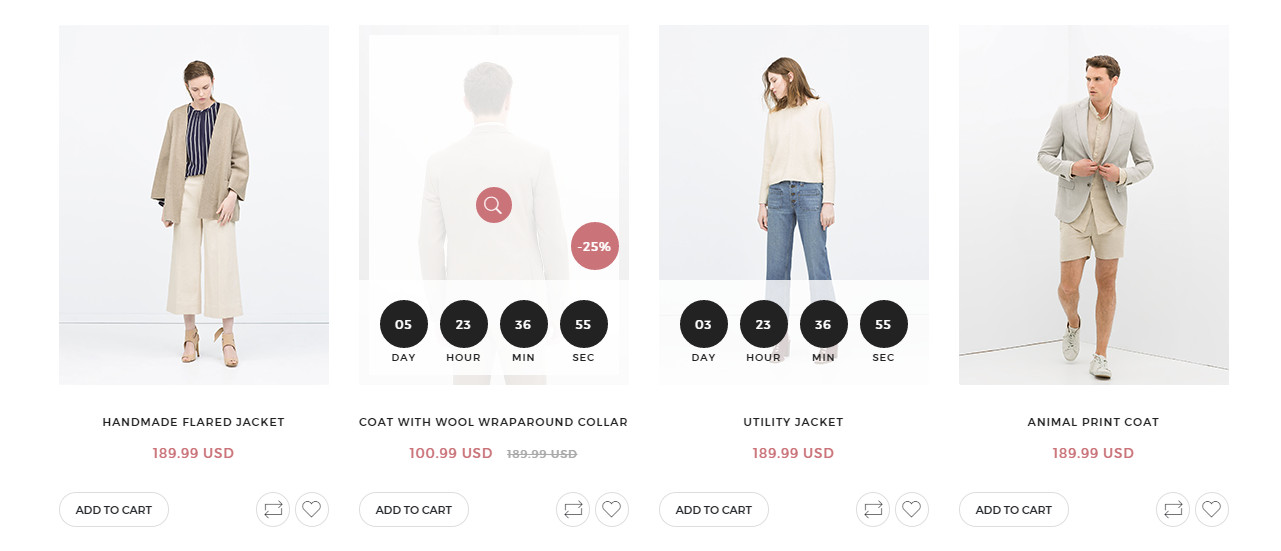 -25%
05 23 36 55
DAY HOUR MIN SEC
03 23 36 55
DAY HOUR MIN SEC
HANDMADE FLARED JACKET
189.99 USD
ADD TO CART
COAT WITH WOOL WRAPAROUND COLLAR
100.99 USD 189.99 USD
ADD TO CART
UTILITY JACKET
189.99 USD
ADD TO CART
ANIMAL PRINT COAT
189.99 USD
ADD TO CART